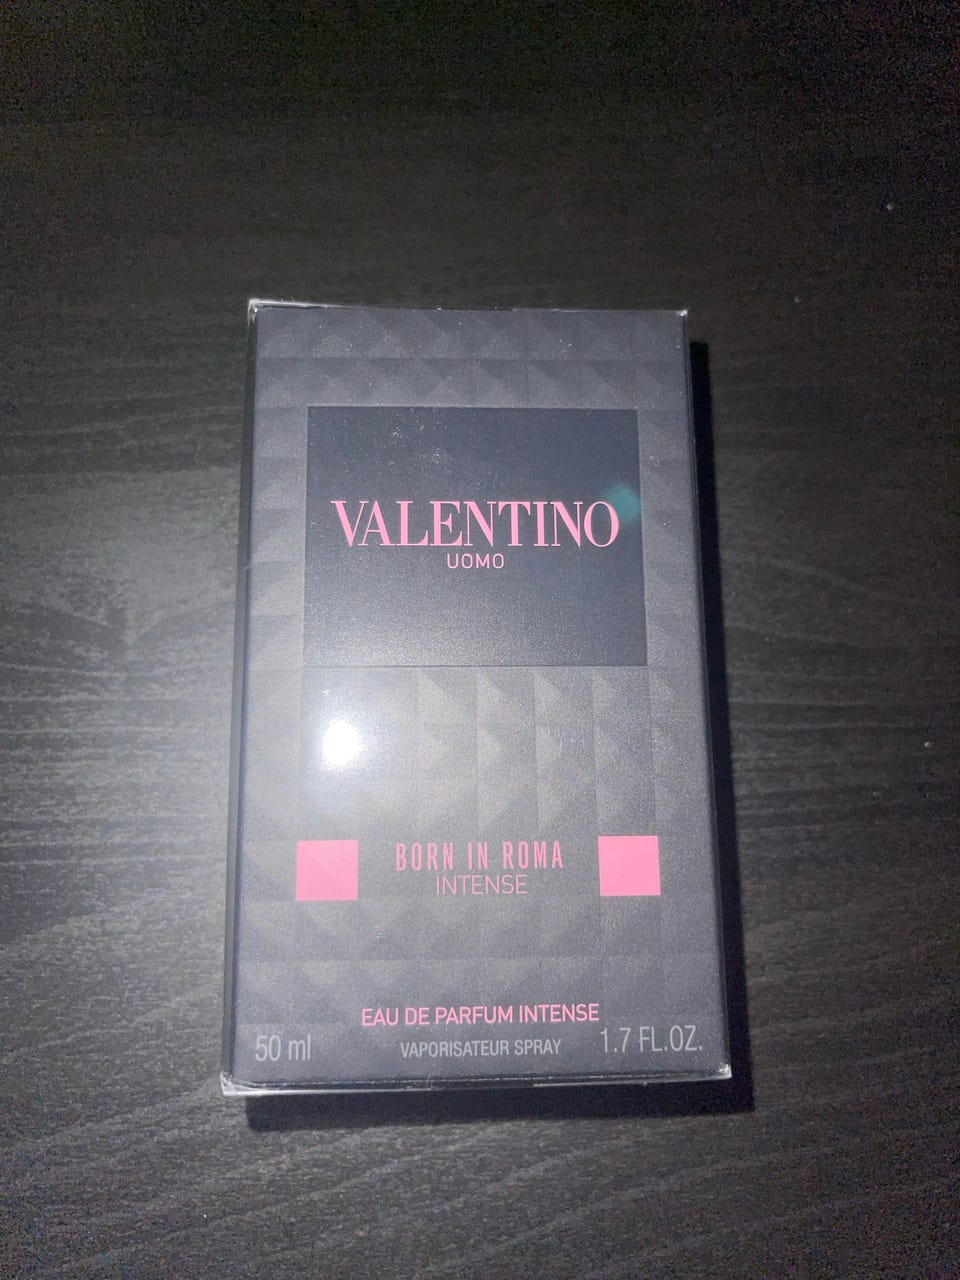 VALENTINO
UOMO
BORN IN ROMA
INTENSE
EAU DE PARFUM INTENSE
50 ml VAPORISATEUR SPRAY 1.7 FL.OZ.